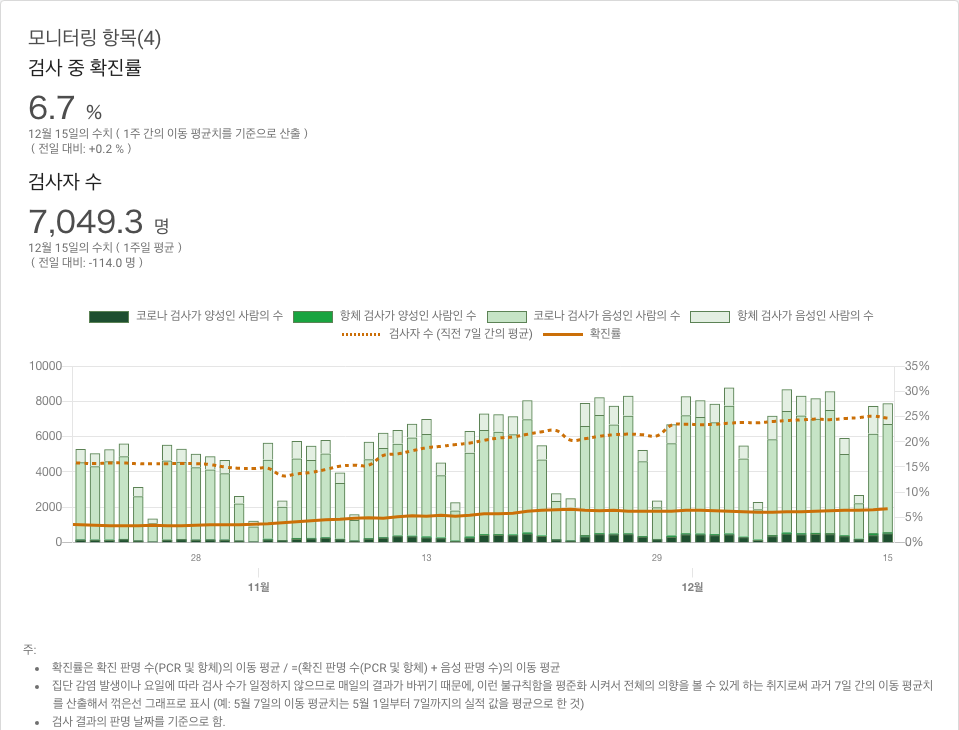 모니터링 항목(4)
검사 중 확진률
6.7 %
12월 15일의 수치 ( 1주 간의 이동 평균치를 기준으로 산출 )
( 전일 대비: +0.2 % )
검사자 수
7,049.3 명
12월 15일의 수치 ( 1주일 평균 )
( 전일 대비: -114.0 명 )
코로나 검사가 양성인 사람의 수 항체 검사가 양성인 사람인 수 코로나 검사가 음성인 사람의 수 항체 검사가 음성인 사람의 수
검사자 수 (직전 7일 간의 평균) 확진률
10000 35%
30%
8000
25%
6000
20%
4000
15%
10%
2000
5%
0 0%
28 13 29 15
11월 12월
주:
확진률은 확진 판명 수(PCR 및 항체)의 이동 평균 / =(확진 판명 수(PCR 및 항체) + 음성 판명 수)의 이동 평균
집단 감염 발생이나 요일에 따라 검사 수가 일정하지 않으므로 매일의 결과가 바뀌기 때문에, 이런 불규칙함을 평준화 시켜서 전체의 의향을 볼 수 있게 하는 취지로써 과거 7일 간의 이동 평균치
를 산출해서 꺾은선 그래프로 표시 (예: 5월 7일의 이동 평균치는 5월 1일부터 7일까지의 실적 값을 평균으로 한 것)
검사 결과의 판명 날짜를 기준으로 함.